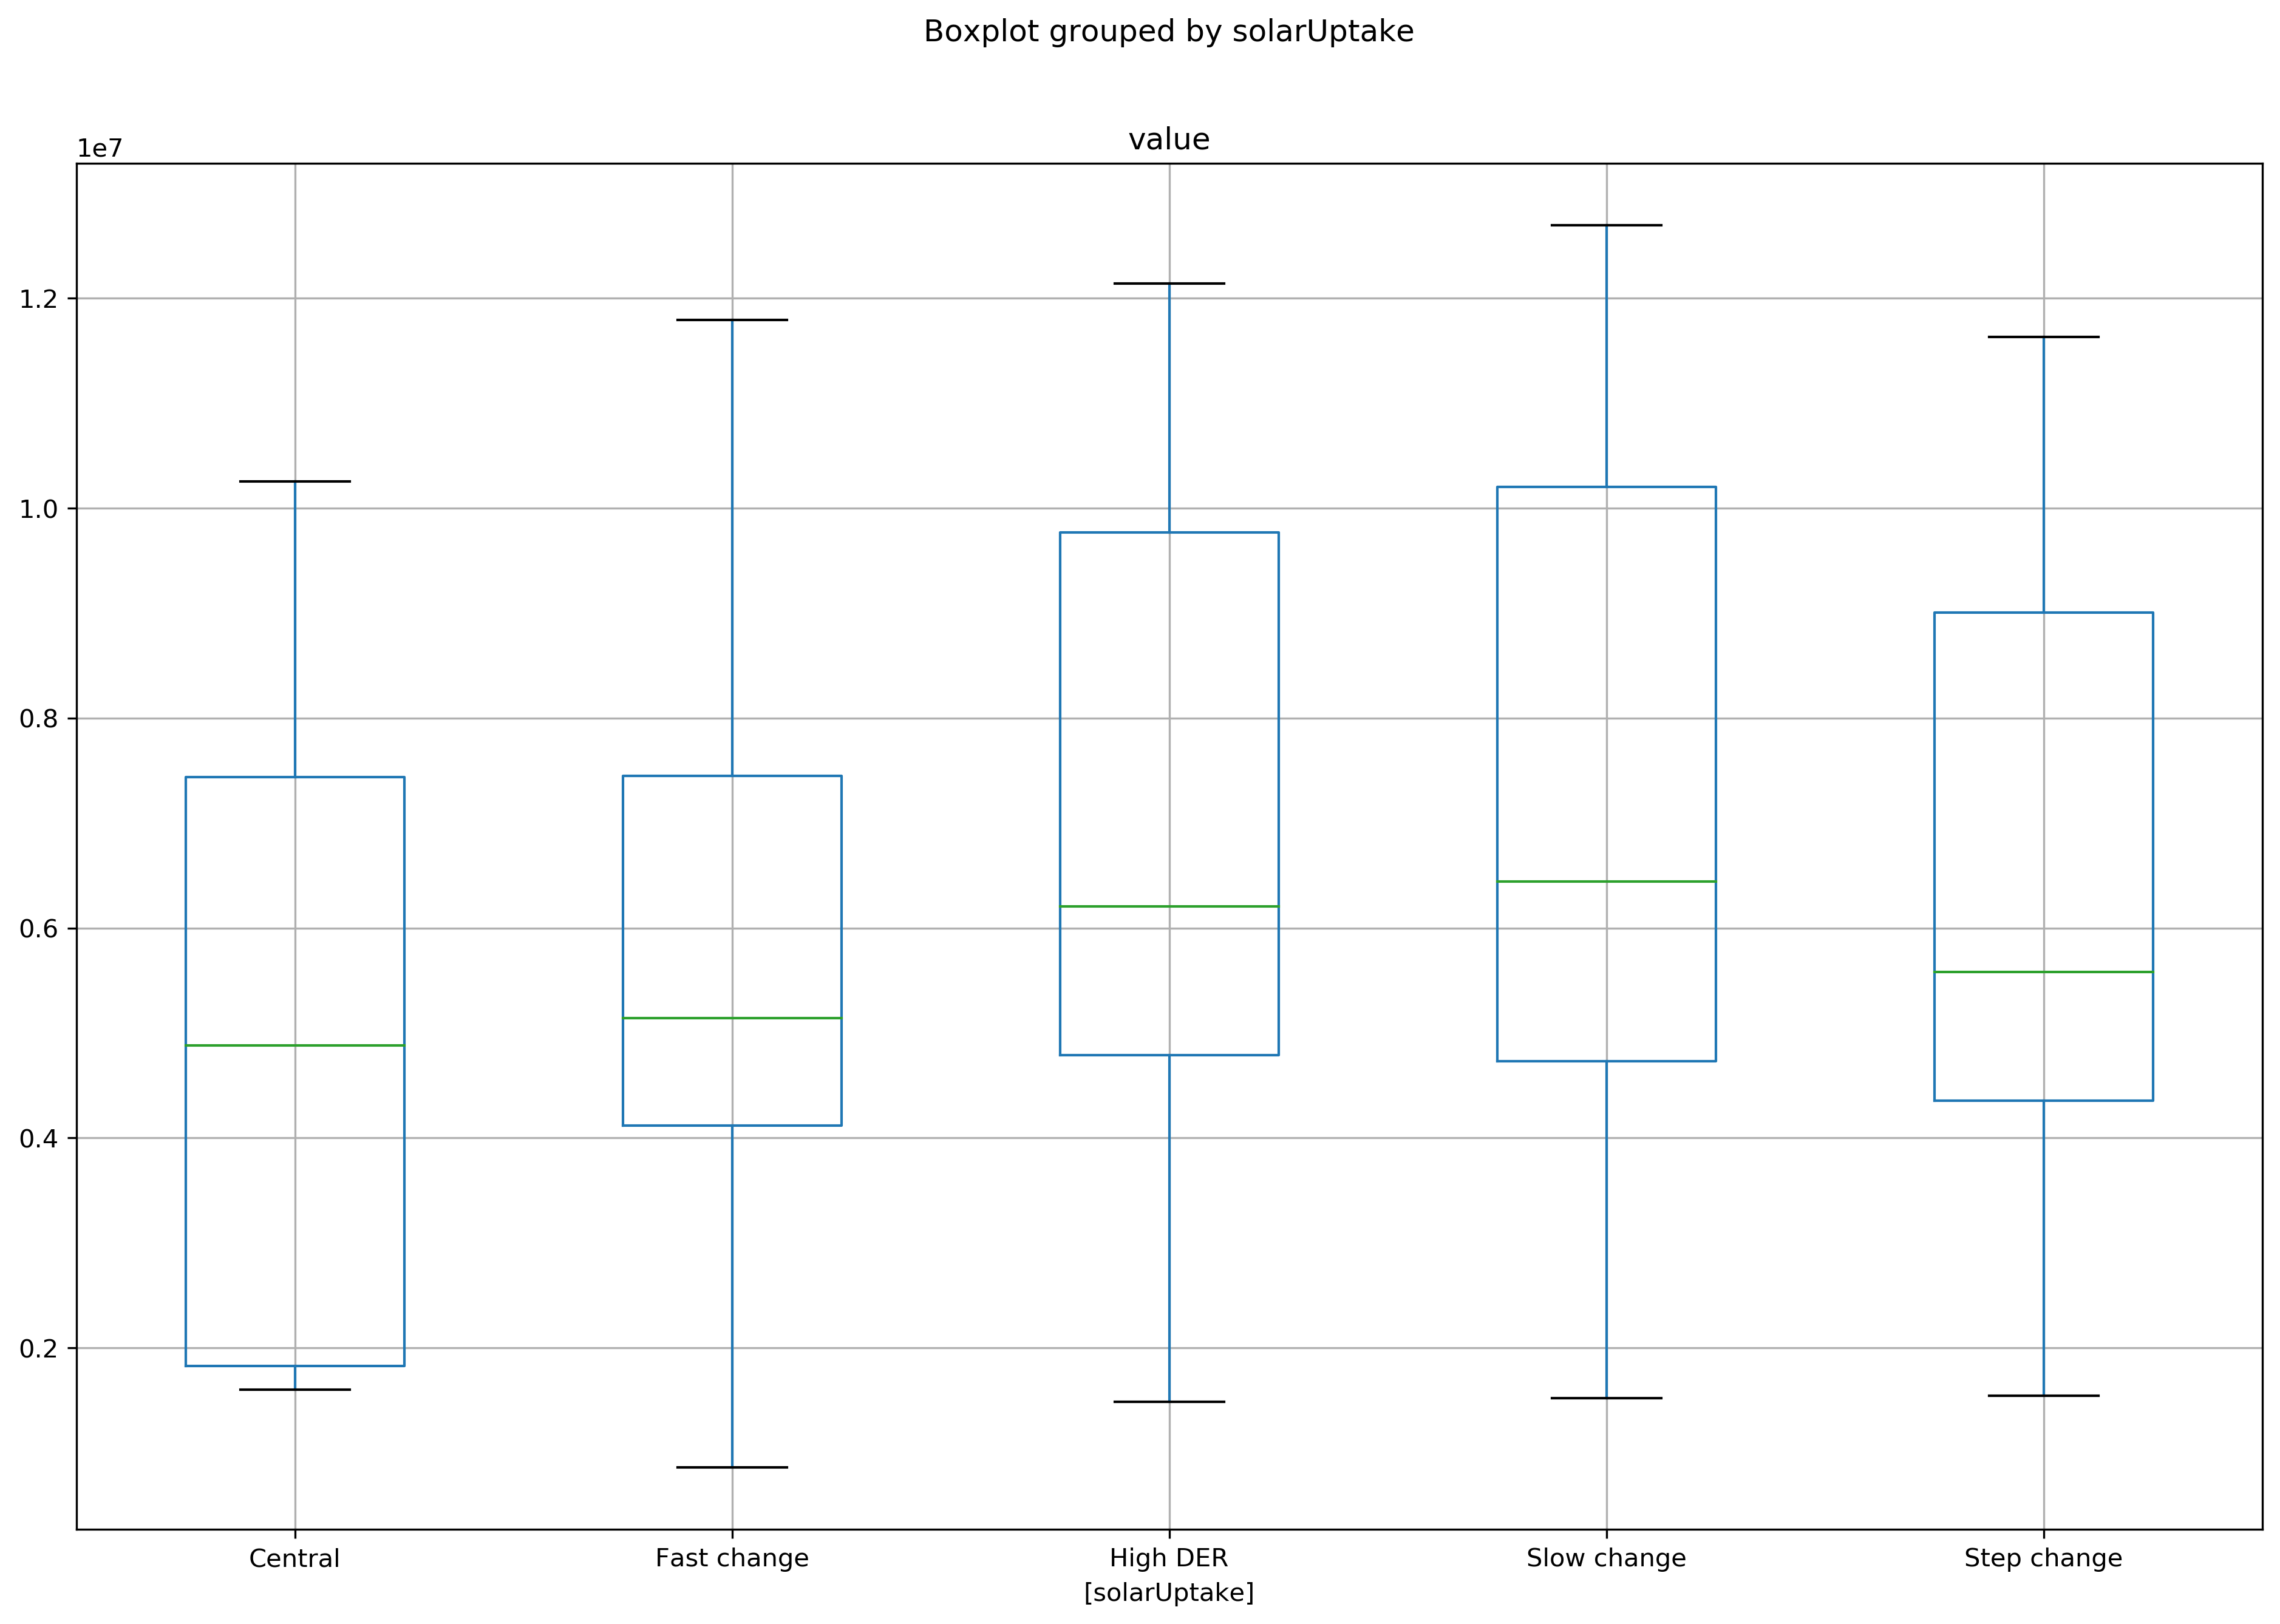 Boxplot grouped by solarUptake
value
1e7
1.2
1.0
0.8
0.6
0.4
0.2
Central Fast change High DER Slow change Step change
[solarUptake]